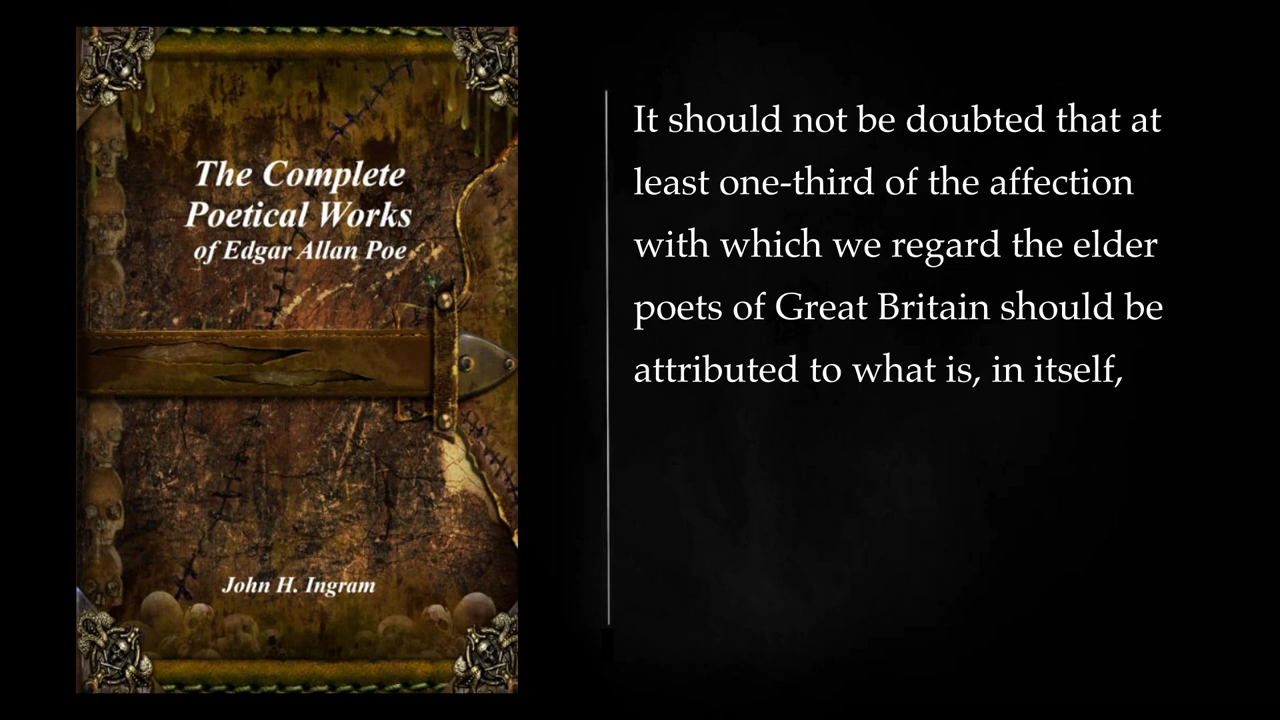 The Complete
Poetical Works
of Edgar Allan Poe
John H. Ingram
It should not be doubted that at
least one-third of the affection
with which we regard the elder
poets of Great Britain should be
attributed to what is, in itself,